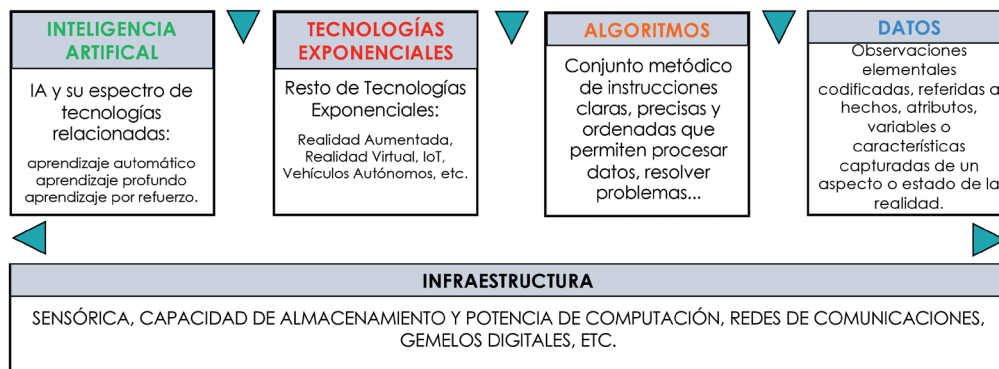 INTELIGENCIA
ARTIFICAL
IA y su espectro de
tecnologías
relacionadas:
aprendizaje automático
aprendizaje profundo
aprendizaje por refuerzo.
TECNOLOGÍAS
EXPONENCIALES
Resto de Tecnologías
Exponenciales:
Realidad Aumentada,
Realidad Virtual, IoT,
Vehículos Autónomos, etc.
ALGORITMOS
Conjunto metódico
de instrucciones
claras, precisas y
ordenadas que
permiten procesar
datos, resolver
problemas...
DATOS
Observaciones
elementales
codificadas, referidas a
hechos, atributos,
variables o
características
capturadas de un
aspecto o estado de la
realidad.
INFRAESTRUCTURA
SENSÓRICA, CAPACIDAD DE ALMACENAMIENTO Y POTENCIA DE COMPUTACIÓN, REDES DE COMUNICACIONES,
GEMELOS DIGITALES, ETC.